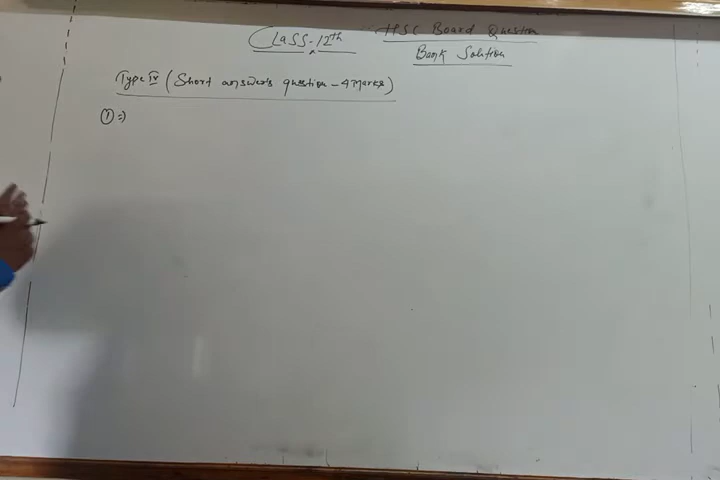 Class-12th HSC Board Question
Bank Solution
Type IV (Short answers question - 4 Marks)
① ⇒